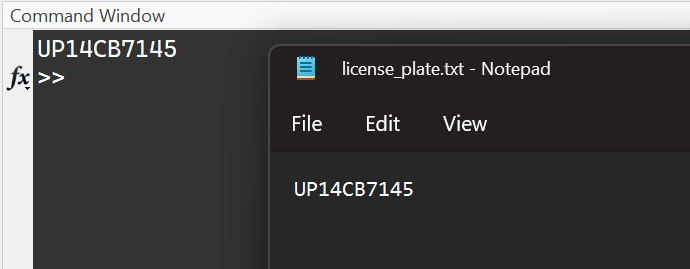 Command Window
UP14CB7145
fx >>
license_plate.txt - Notepad
File Edit View
UP14CB7145